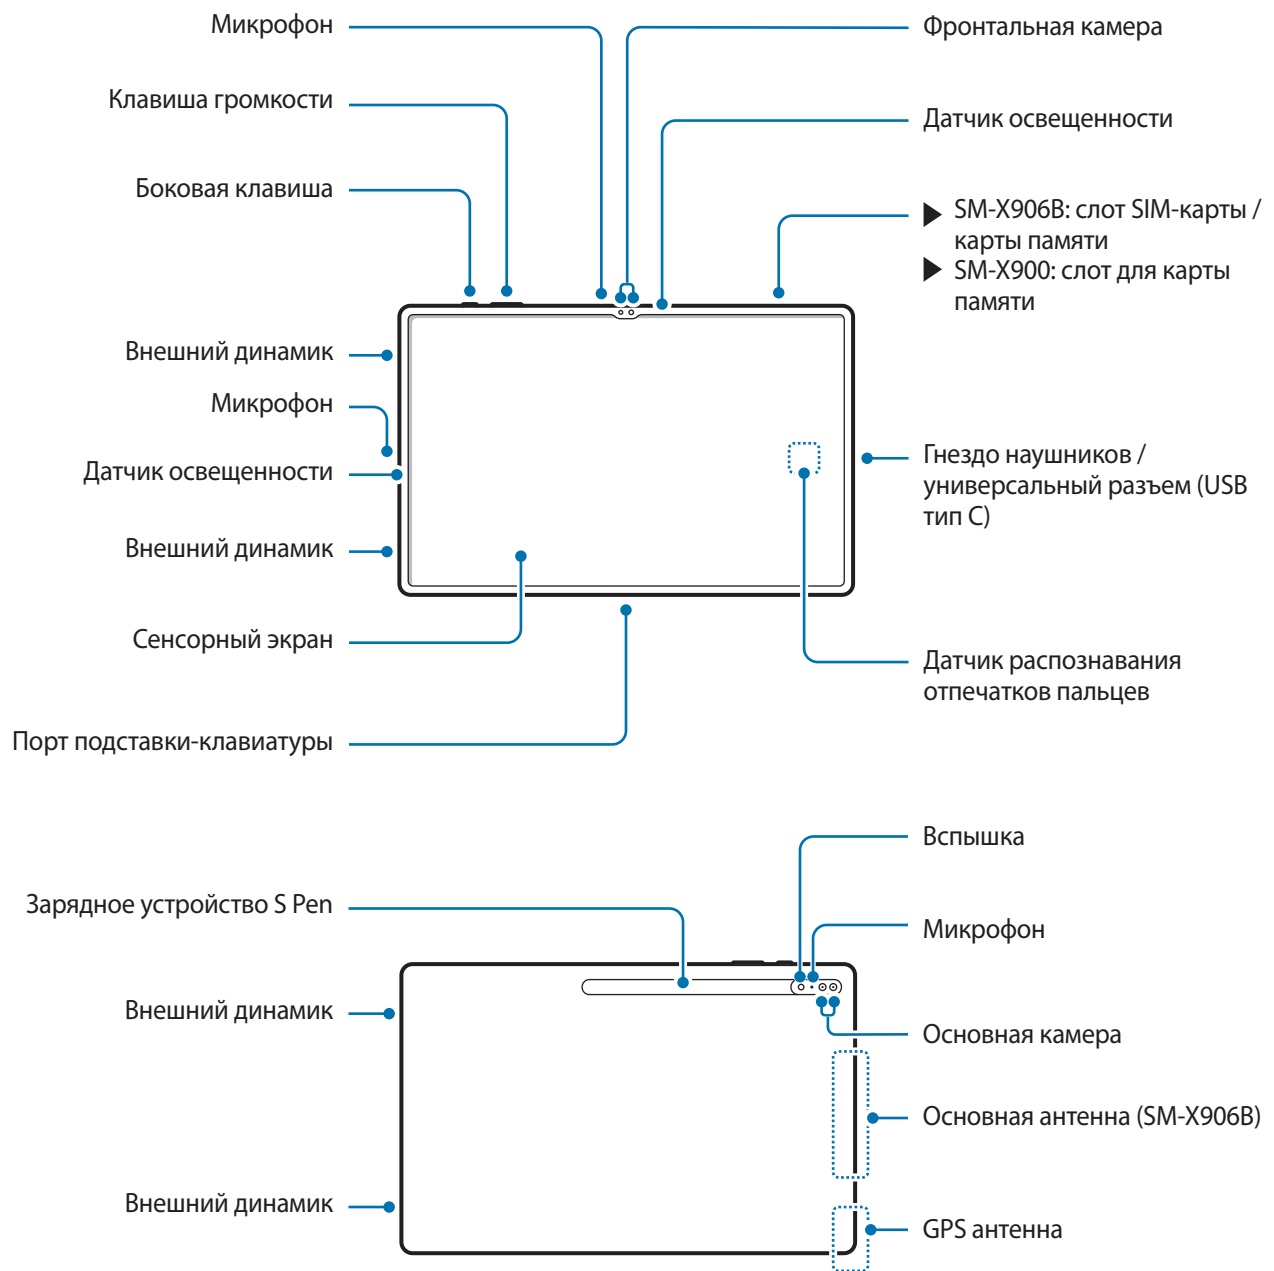 Микрофон
Фронтальная камера
Клавиша громкости
Датчик освещенности
Боковая клавиша
SM-X906B: слот SIM-карты /
карты памяти
SM-X900: слот для карты
памяти
Внешний динамик
Микрофон
Датчик освещенности
Внешний динамик
Гнездо наушников /
универсальный разъем (USB
тип C)
Сенсорный экран
Датчик распознавания
отпечатков пальцев
Порт подставки-клавиатуры
Вспышка
Зарядное устройство S Pen
Микрофон
Внешний динамик
Основная камера
Основная антенна (SM-X906B)
Внешний динамик
GPS антенна